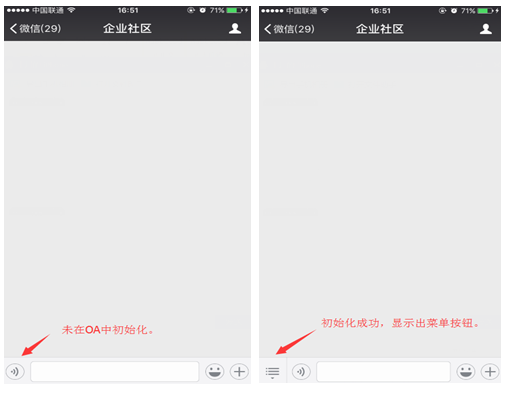 中国联通 16:51 71%
微信(29) 企业社区
未在OA中初始化。
中国联通 16:51 71%
微信(29) 企业社区
初始化成功，显示出菜单按钮。